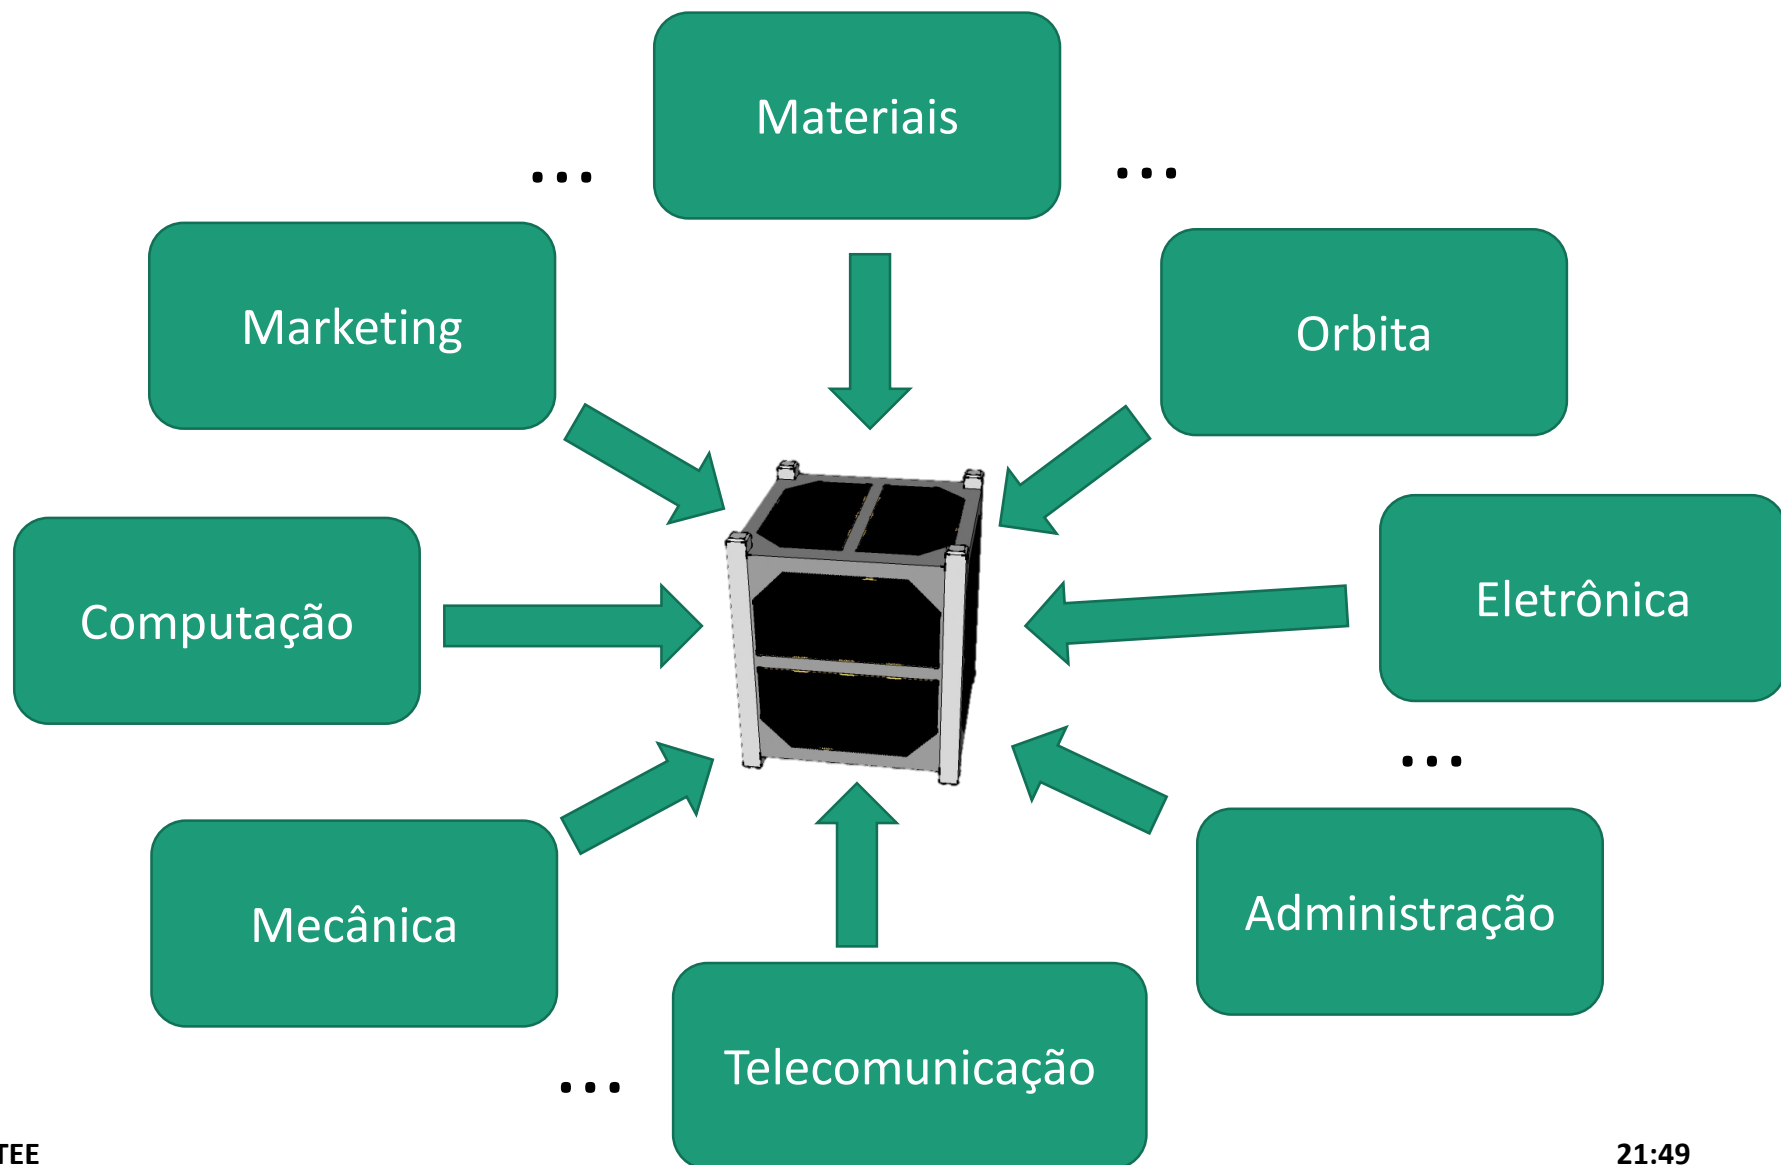 Materiais
...
...
Marketing
Orbita
Computação
Eletrônica
...
Mecânica
Administração
Telecomunicação
...
TEE
21:49